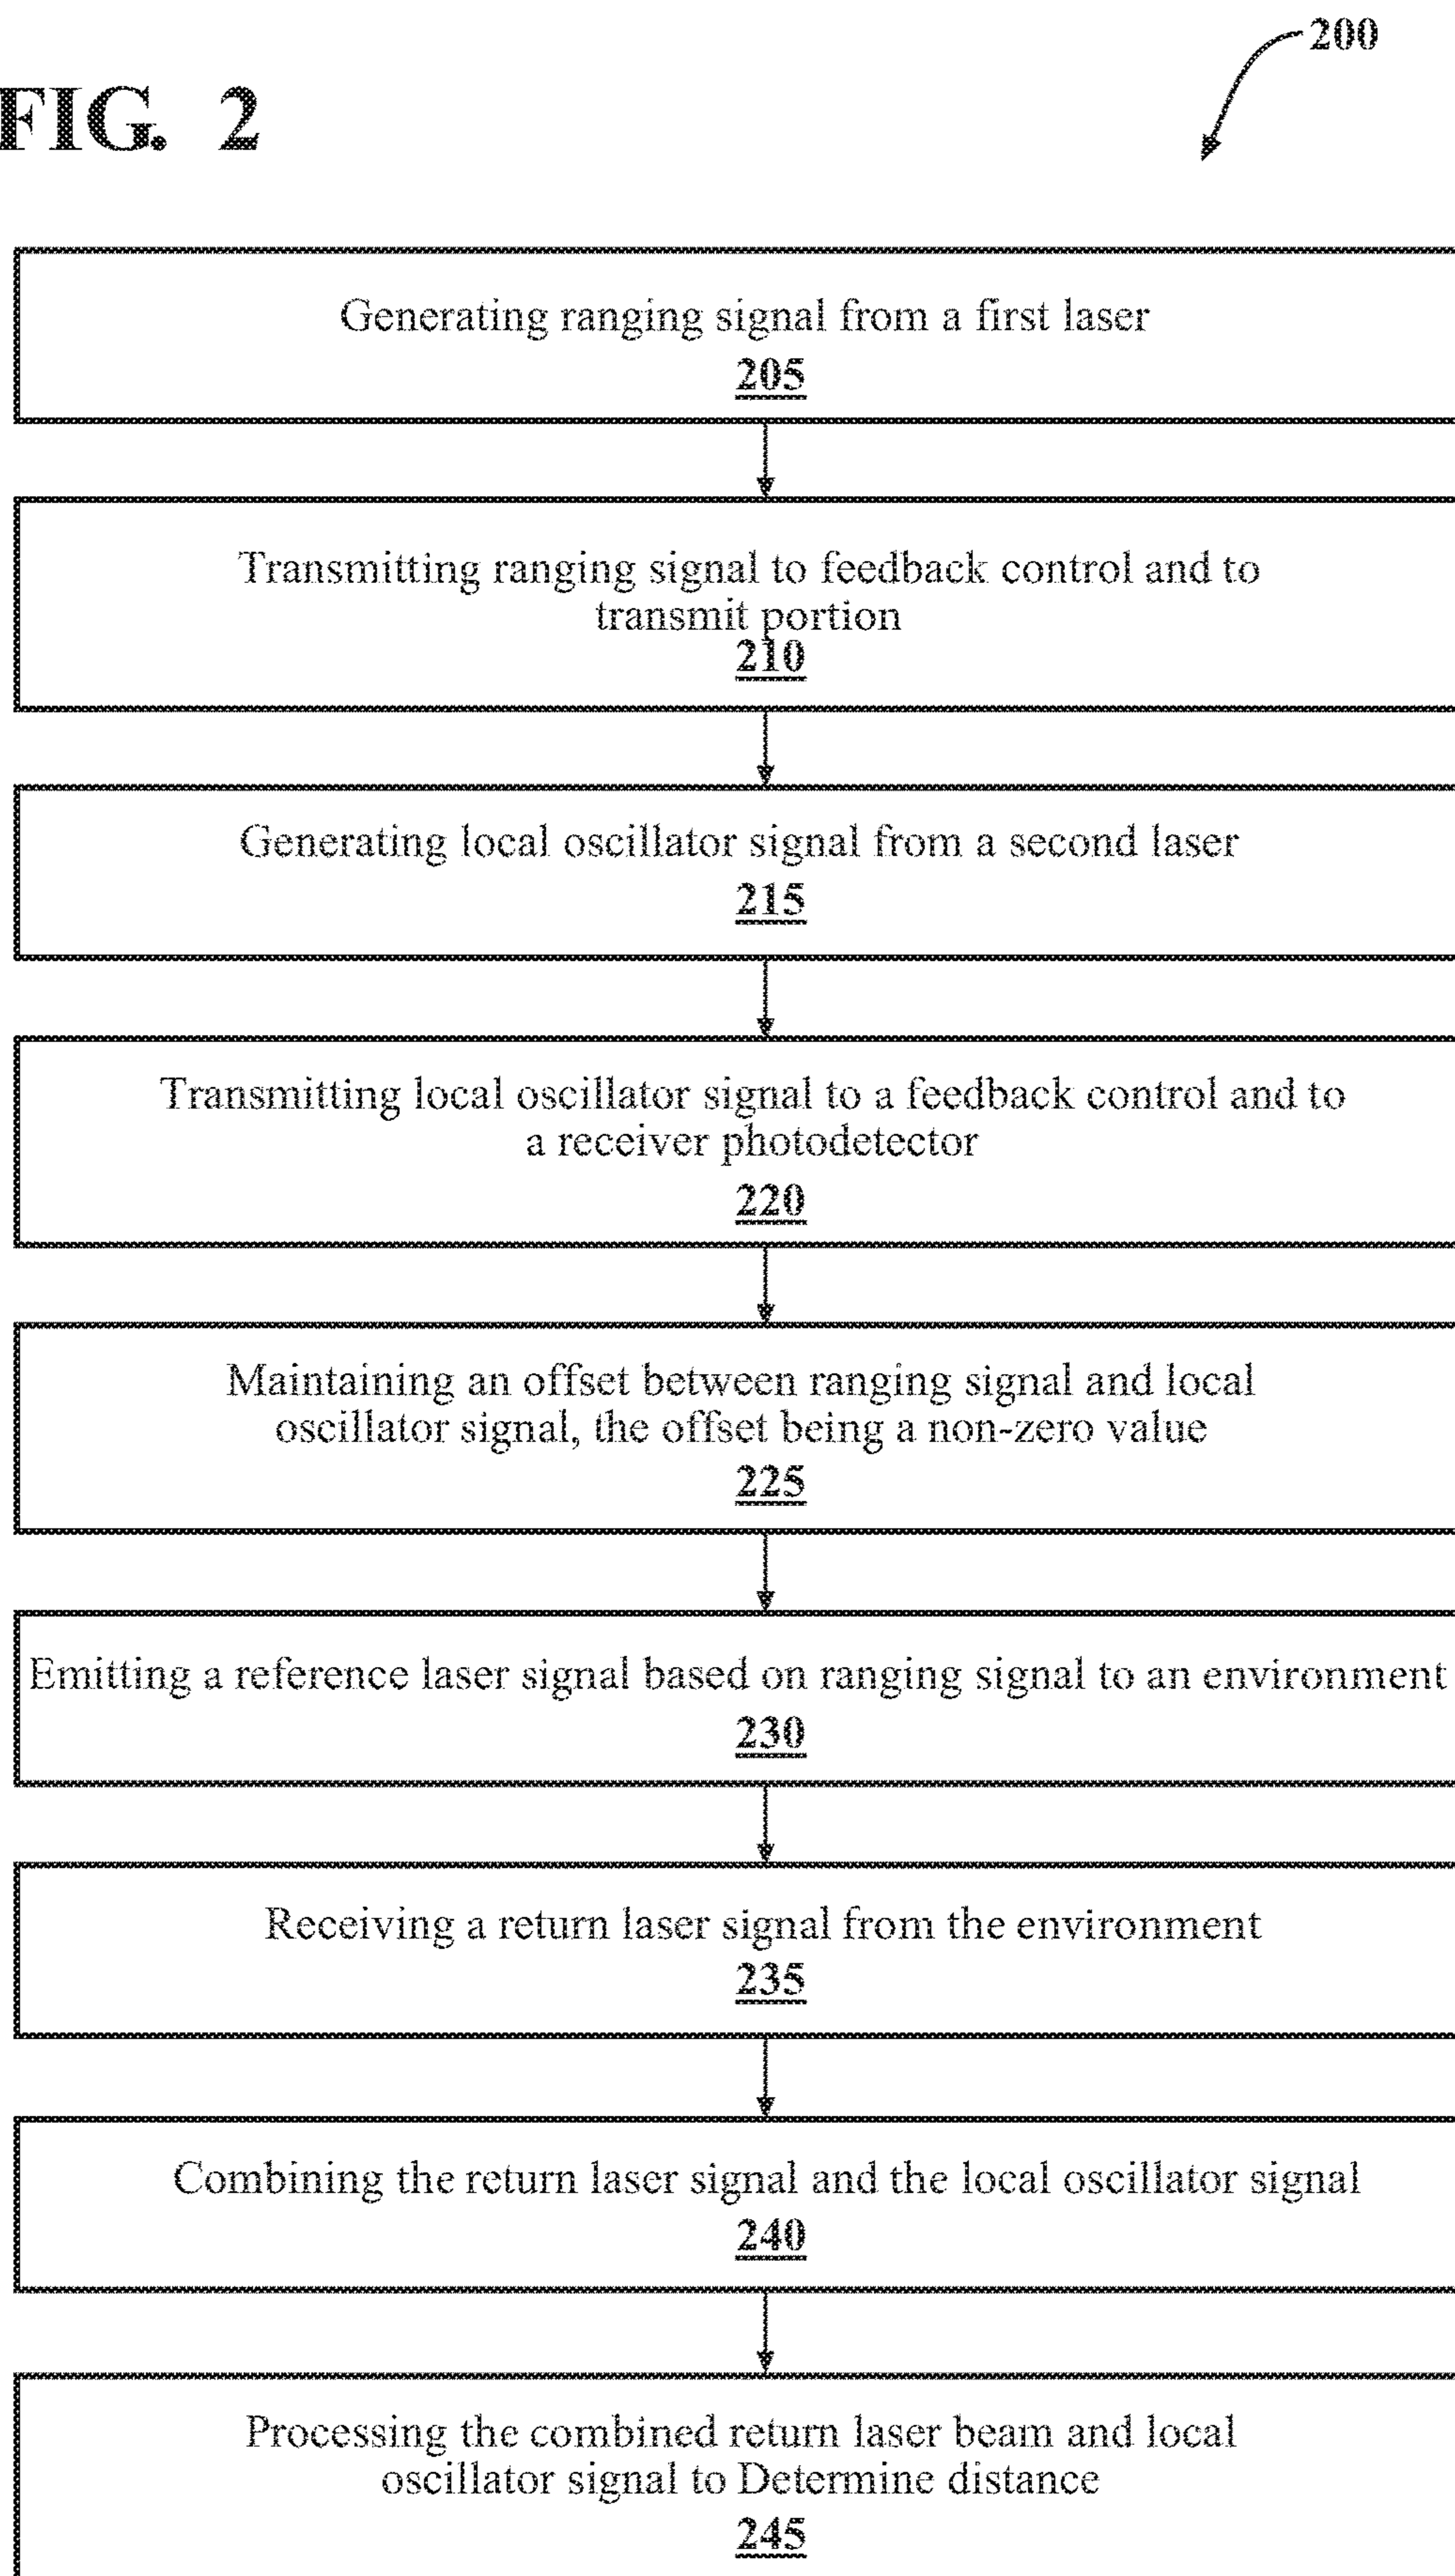 200
FIG. 2
Generating ranging signal from a first laser
205
Transmitting ranging signal to feedback control and to
transmit portion
210
Generating local oscillator signal from a second laser
215
Transmitting local oscillator signal to a feedback control and to
a receiver photodetector
220
Maintaining an offset between ranging signal and local
oscillator signal, the offset being a non-zero value
225
Emitting a reference laser signal based on ranging signal to an environment
230
Receiving a return laser signal from the environment
235
Combining the return laser signal and the local oscillator signal
240
Processing the combined return laser beam and local
oscillator signal to Determine distance
245